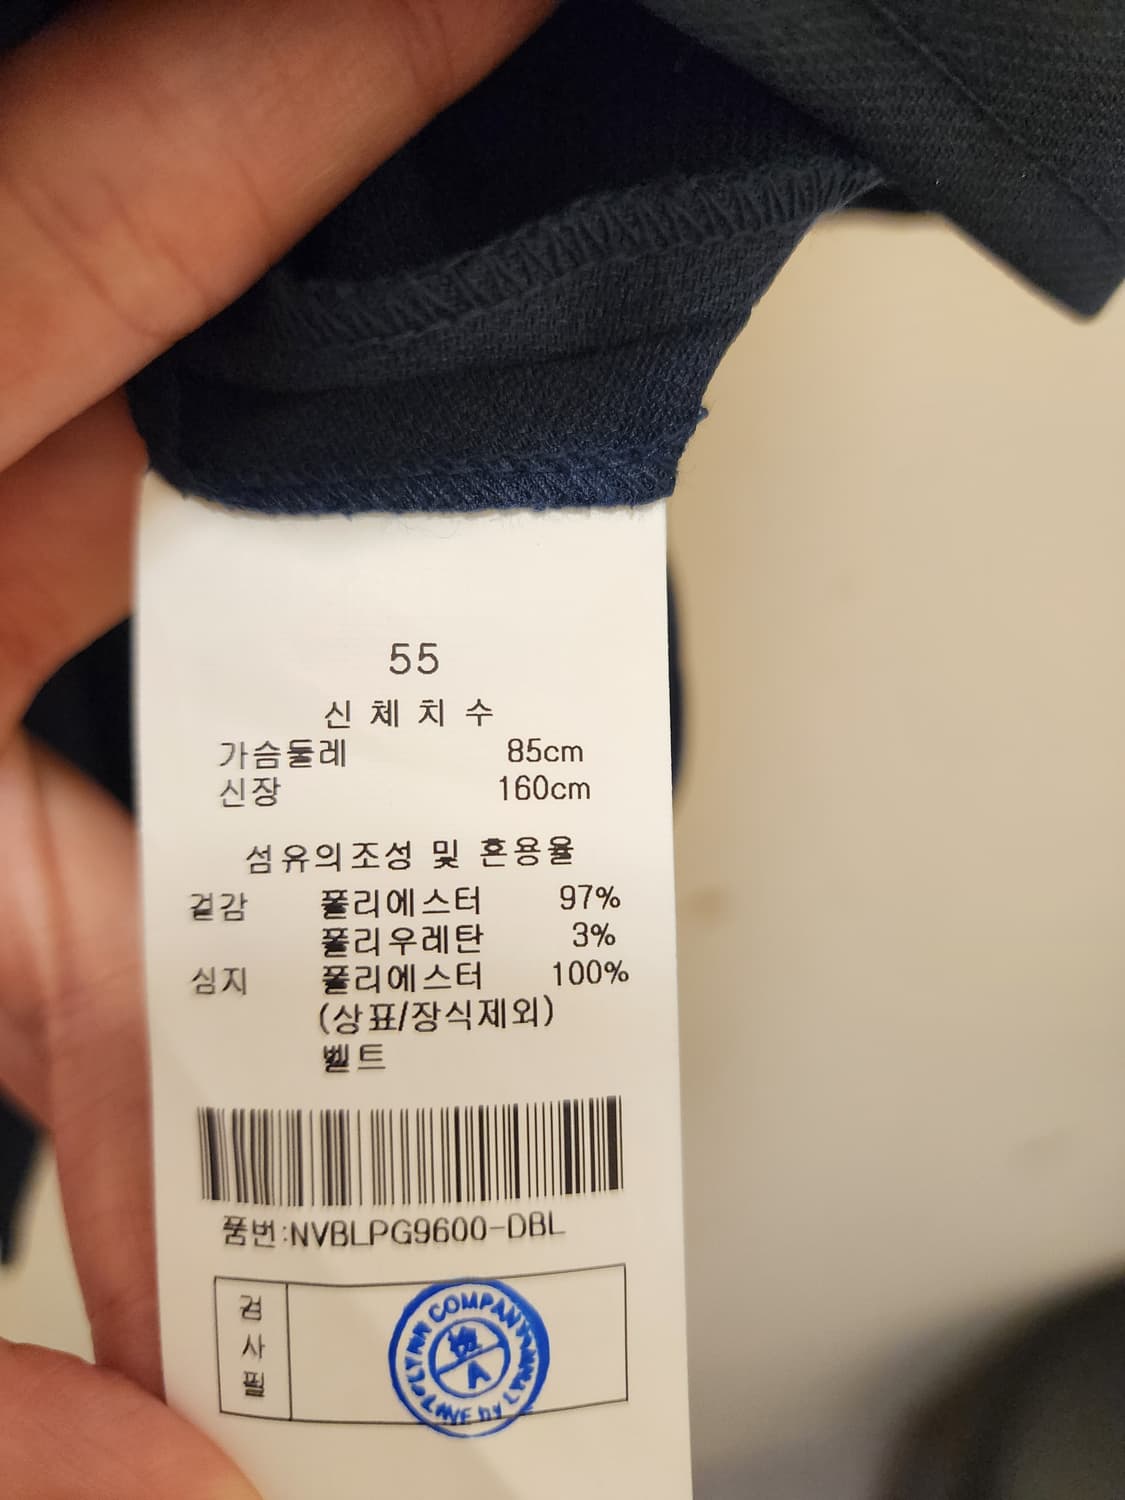 55
신체치수
가슴둘레 85cm
신장 160cm
섬유의조성 및 혼용율
겉감 폴리에스터 97%
폴리우레탄 3%
심지 폴리에스터 100%
(상표/장식제외)
벨트
품번:NVBLPG9600-DBL
검사필
COMPANY
A